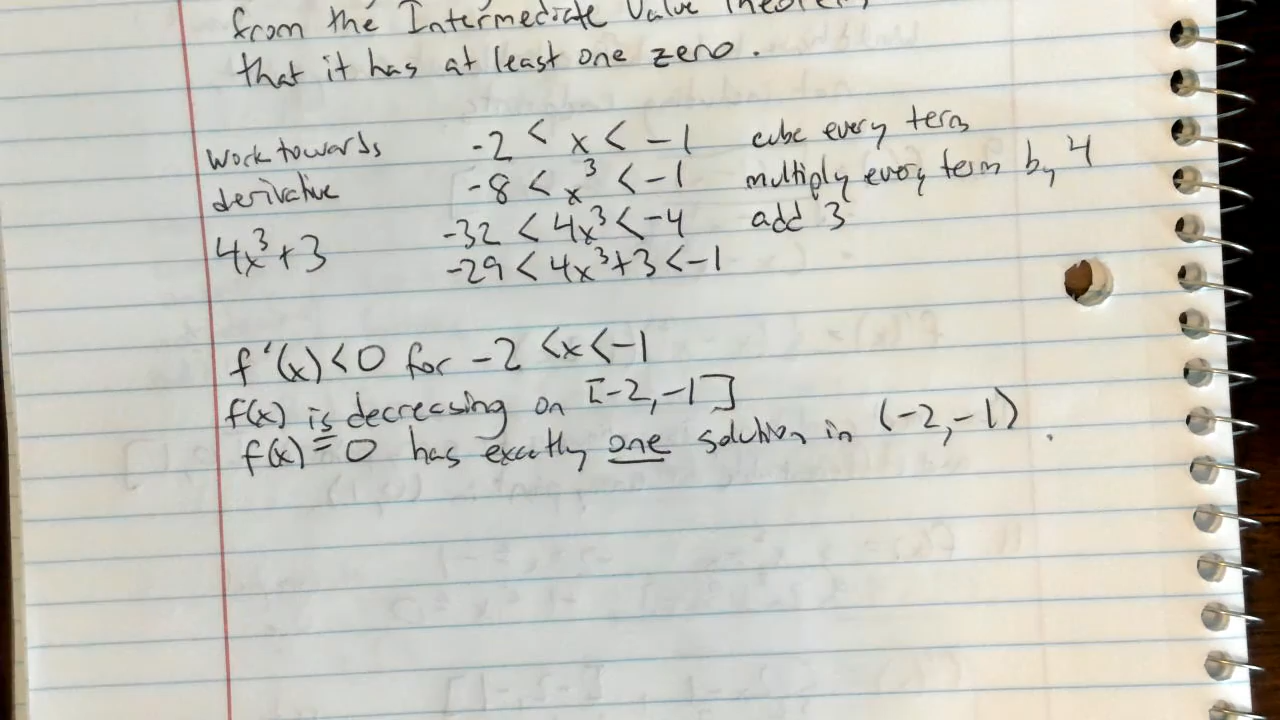 from the Intermediate Value Theorem
that it has at least one zero.
work towards -2 < x < -1 cube every term
derivative -8 < x³ < -1 multiply every term by 4
4x³+3 -32 < 4x³ < -4 add 3
-29 < 4x³+3 < -1
f'(x) < 0 for -2 < x < -1
f(x) is decreasing on [-2, -1]
f(x) = 0 has exactly one solution in (-2, -1).